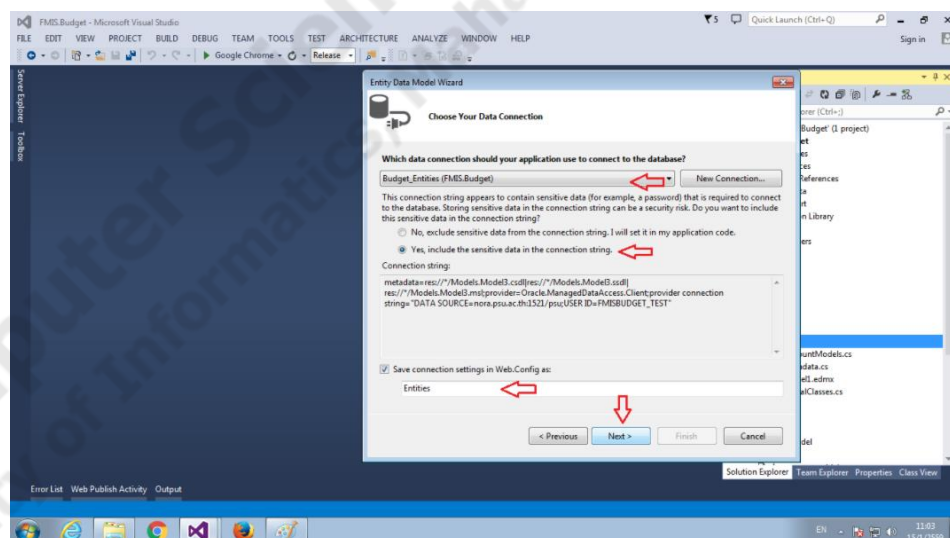 FMIS.Budget - Microsoft Visual Studio
5
Quick Launch (Ctrl+Q)
FILE EDIT VIEW PROJECT BUILD DEBUG TEAM TOOLS TEST ARCHITECTURE ANALYZE WINDOW HELP
Sign in
Google Chrome
Release
Server Explorer
Toolbox
Entity Data Model Wizard
Choose Your Data Connection
Which data connection should your application use to connect to the database?
Budget_Entities (FMIS.Budget)
New Connection...
This connection string appears to contain sensitive data (for example, a password) that is required to connect
to the database. Storing sensitive data in the connection string can be a security risk. Do you want to include
this sensitive data in the connection string?
No, exclude sensitive data from the connection string. I will set it in my application code.
Yes, include the sensitive data in the connection string.
Connection string:
metadata=res://*/Models.Model3.csdl|res://*/Models.Model3.ssdl|
res://*/Models.Model3.msl;provider=Oracle.ManagedDataAccess.Client;provider connection
string="DATA SOURCE=nora.psu.ac.th:1521/psu;USER ID=FMISBUDGET_TEST"
Save connection settings in Web.Config as:
Entities
< Previous
Next >
Finish
Cancel
orer (Ctrl+;)
Budget' (1 project)
et
es
ces
References
ta
rt
n Library
ers
ountModels.cs
data.cs
el1.edmx
alClasses.cs
del
Solution Explorer Team Explorer Properties Class View
Error List Web Publish Activity Output
EN
11:03